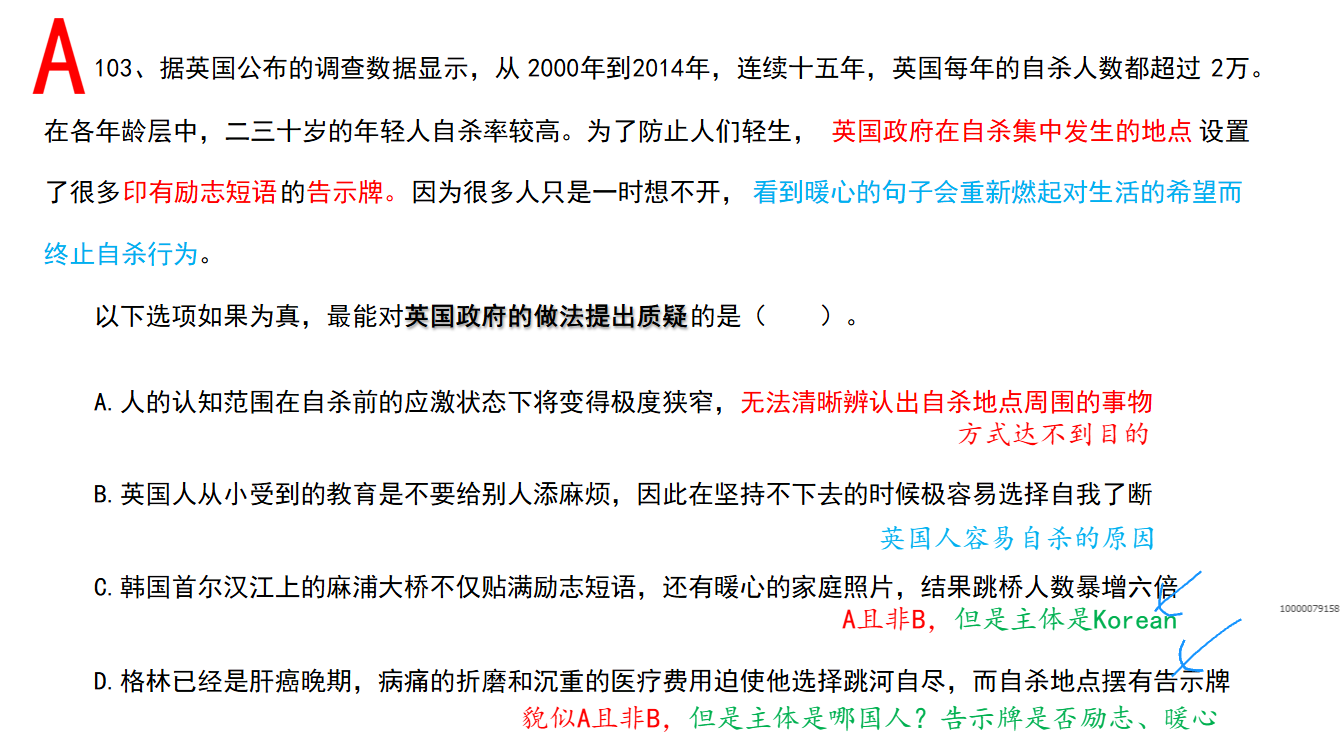 A
103、据英国公布的调查数据显示，从 2000年到2014年，连续十五年，英国每年的自杀人数都超过 2万。
在各年龄层中，二三十岁的年轻人自杀率较高。为了防止人们轻生， 英国政府在自杀集中发生的地点 设置
了很多印有励志短语的告示牌。因为很多人只是一时想不开， 看到暖心的句子会重新燃起对生活的希望而
终止自杀行为。
以下选项如果为真，最能对英国政府的做法提出质疑的是（ ）。
A. 人的认知范围在自杀前的应激状态下将变得极度狭窄，无法清晰辨认出自杀地点周围的事物
方式达不到目的
B. 英国人从小受到的教育是不要给别人添麻烦，因此在坚持不下去的时候极容易选择自我了断
英国人容易自杀的原因
C. 韩国首尔汉江上的麻浦大桥不仅贴满励志短语，还有暖心的家庭照片，结果跳桥人数暴增六倍
10000079158
A且非B，但是主体是Korean
D. 格林已经是肝癌晚期，病痛的折磨和沉重的医疗费用迫使他选择跳河自尽，而自杀地点摆有告示牌
貌似A且非B，但是主体是哪国人？告示牌是否励志、暖心